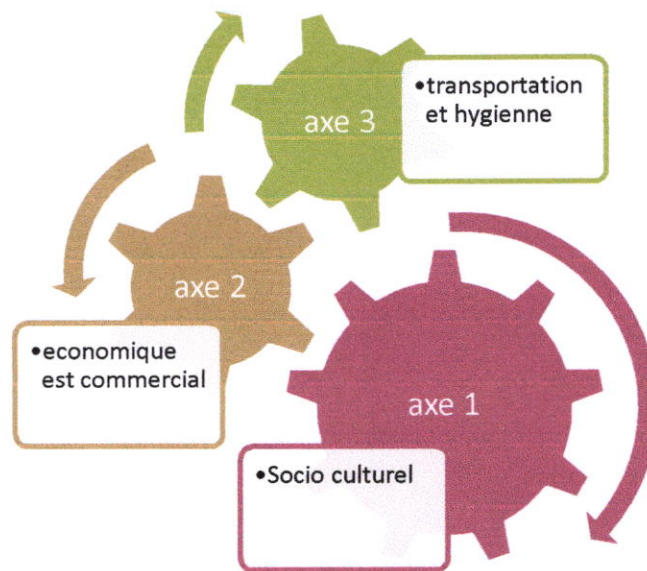 axe 3
•transportation
et hygienne
axe 2
•economique
est commercial
axe 1
•Socio culturel